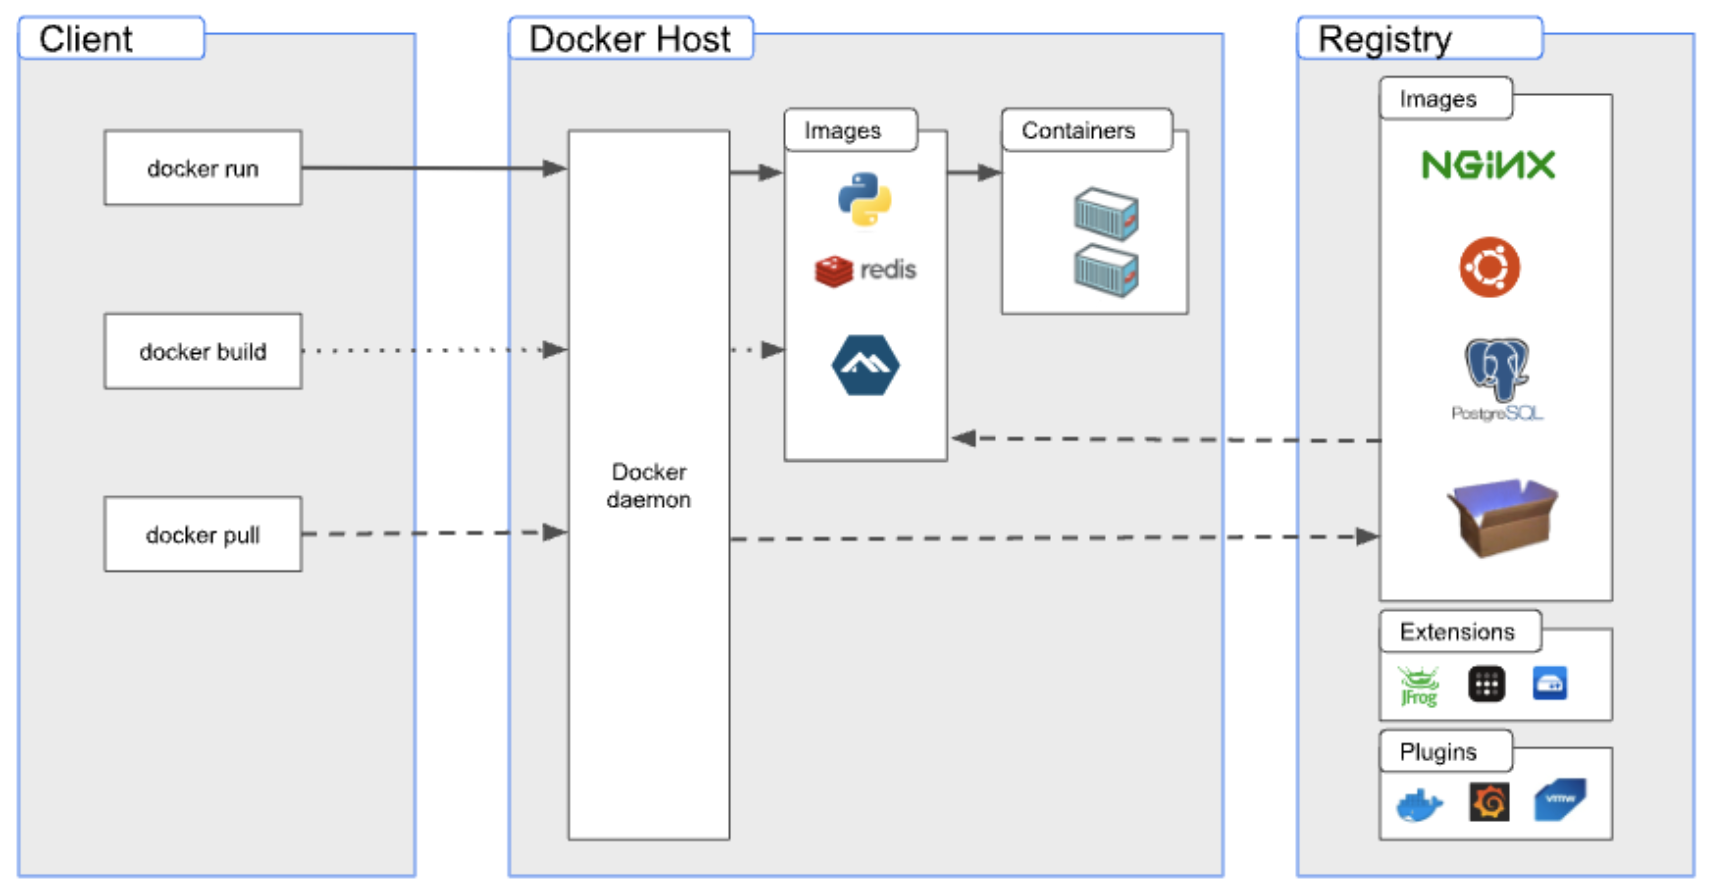 Client
docker run
docker build
docker pull
Docker Host
Docker
daemon
Images
redis
Containers
Registry
Images
NGiNX
PostgreSQL
Extensions
JFrog
Plugins
vmw